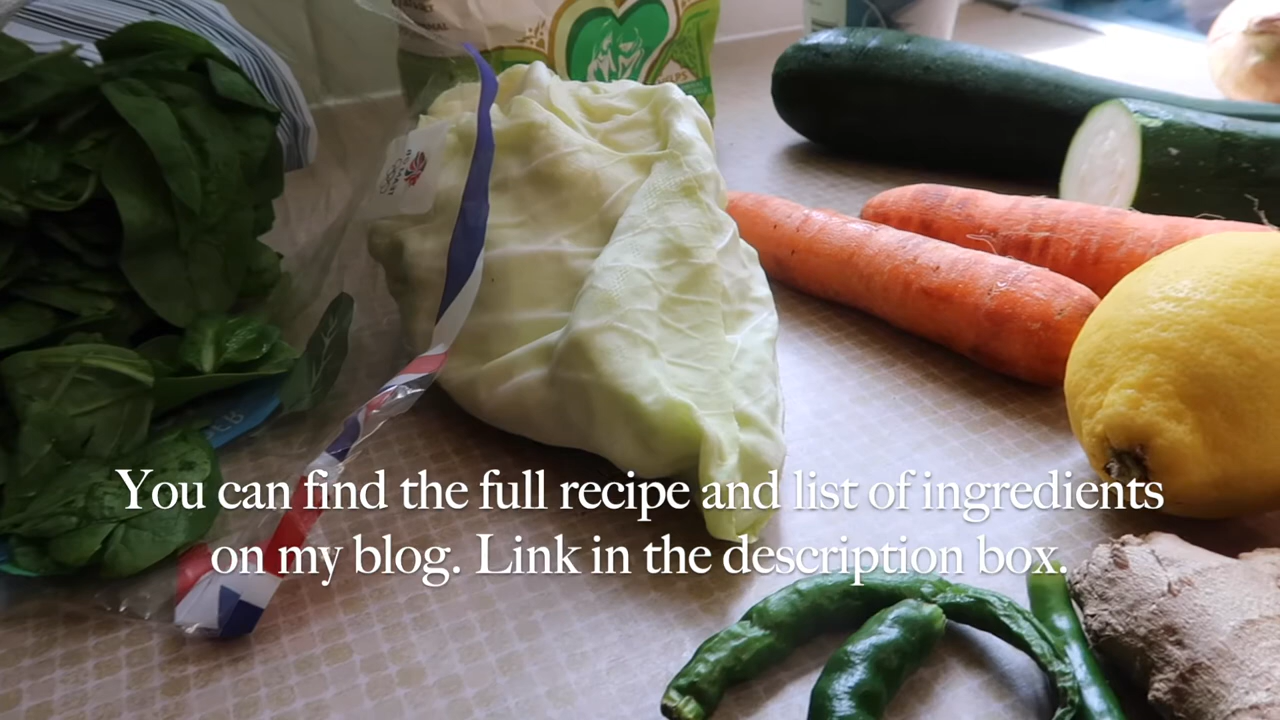 You can find the full recipe and list of ingredients
on my blog. Link in the description box.